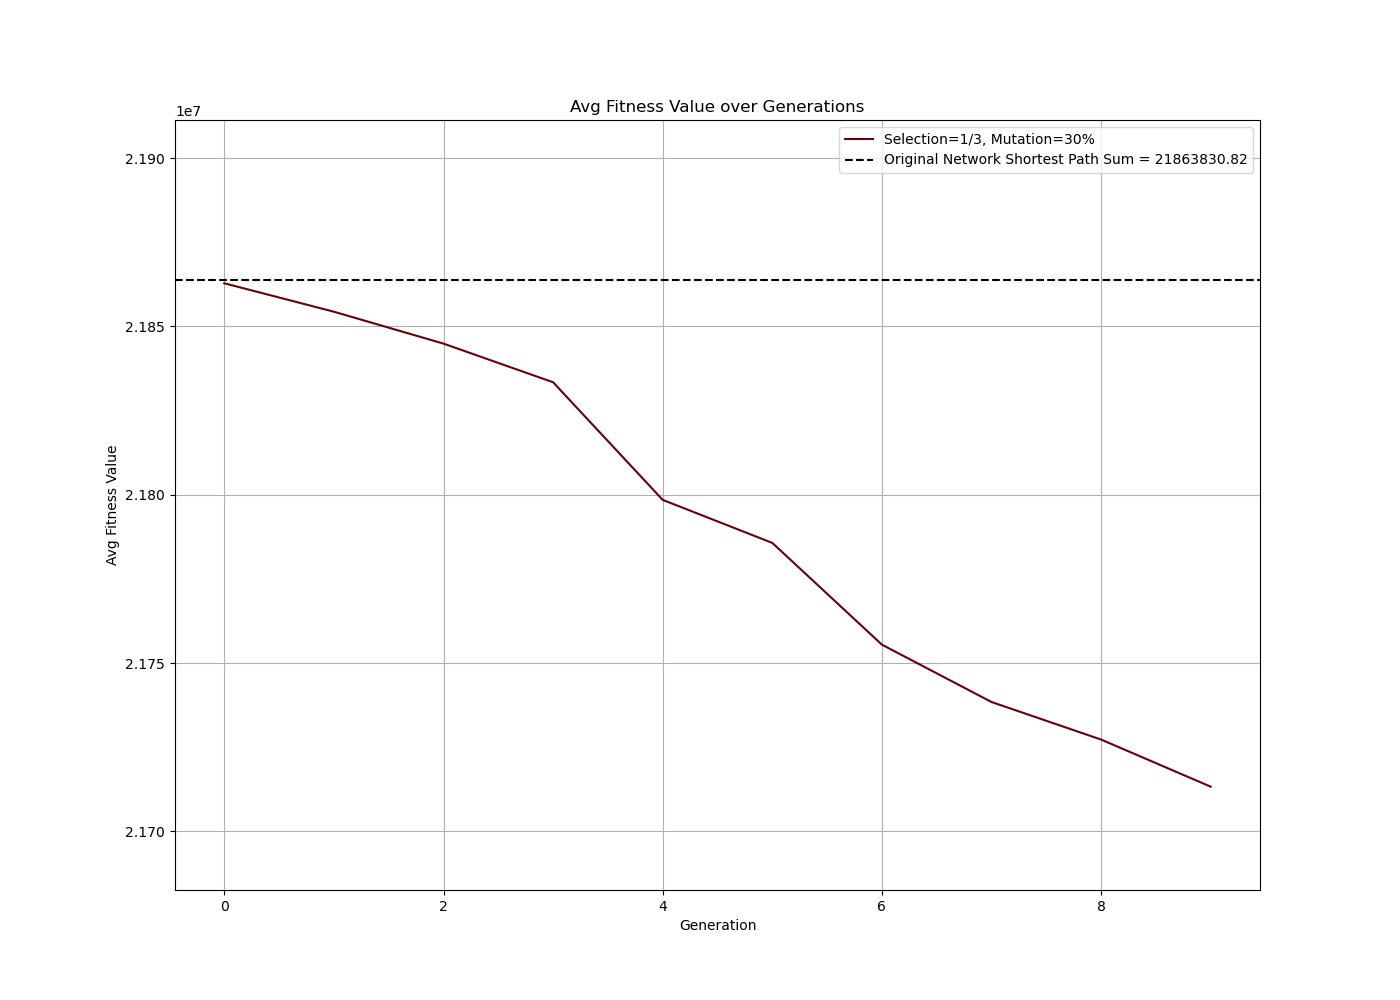 Avg Fitness Value over Generations
1e7
Selection=1/3, Mutation=30%
Original Network Shortest Path Sum = 21863830.82
2.190
2.185
2.180
2.175
2.170
Avg Fitness Value
0 2 4 6 8
Generation